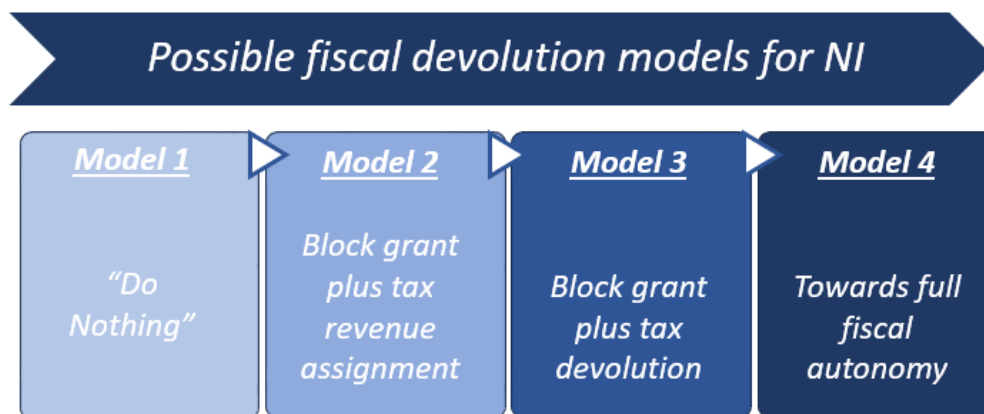 Possible fiscal devolution models for NI
Model 1
“Do
Nothing”
Model 2
Block grant
plus tax
revenue
assignment
Model 3
Block grant
plus tax
devolution
Model 4
Towards full
fiscal
autonomy